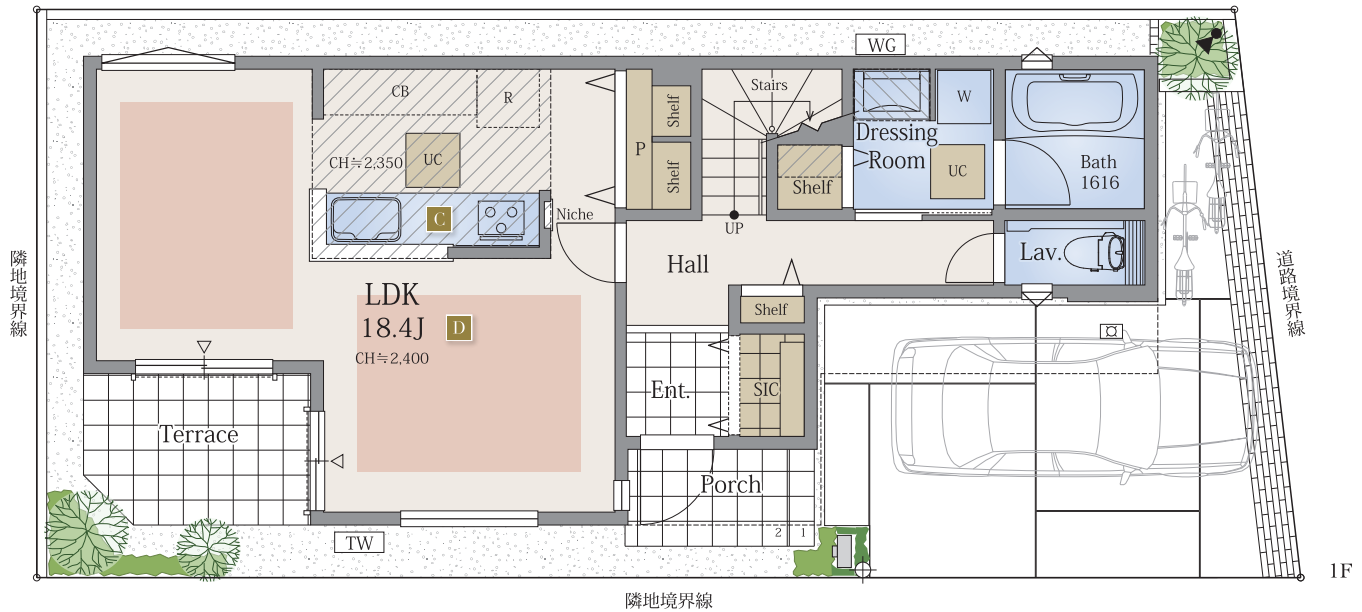 WG
CB
R
Shelf
Stairs
W
CH≒2,350
UC
P
Shelf
Shelf
Dressing
Room
UC
Bath
1616
C
Niche
UP
Hall
Lav.
隣地境界線
道路境界線
LDK
18.4J
D
CH≒2,400
Shelf
Ent.
SIC
Terrace
Porch
2
1
TW
1F
隣地境界線